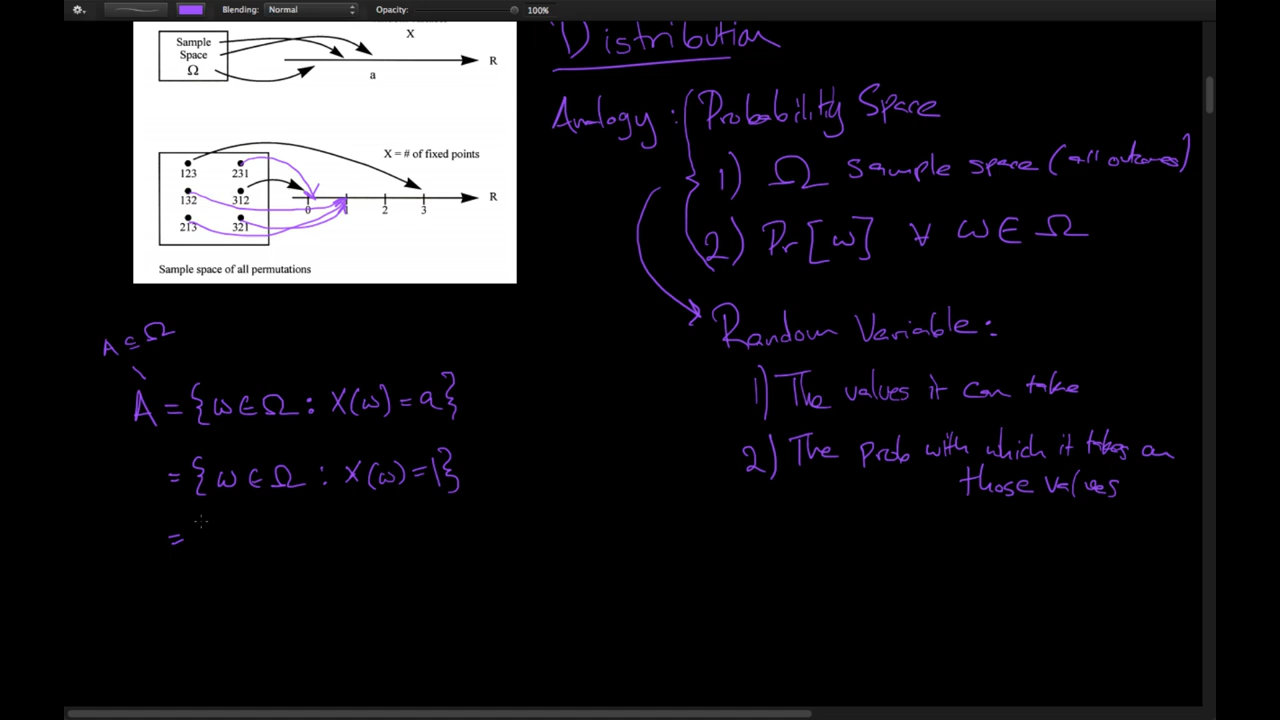 Blending: Normal Opacity: 100%
X
Sample
Space
Ω
R
a
X = # of fixed points
123 231
132 312
213 321
0 1 2 3
R
Sample space of all permutations
A ⊆ Ω
A = {ω ∈ Ω : X(ω) = a}
= {ω ∈ Ω : X(ω) = 1}
=
Distribution
Analogy : Probability Space
1) Ω sample space (all outcomes)
2) Pr[ω] ∀ ω ∈ Ω
Random Variable:
1) The values it can take
2) The prob with which it takes on
those values